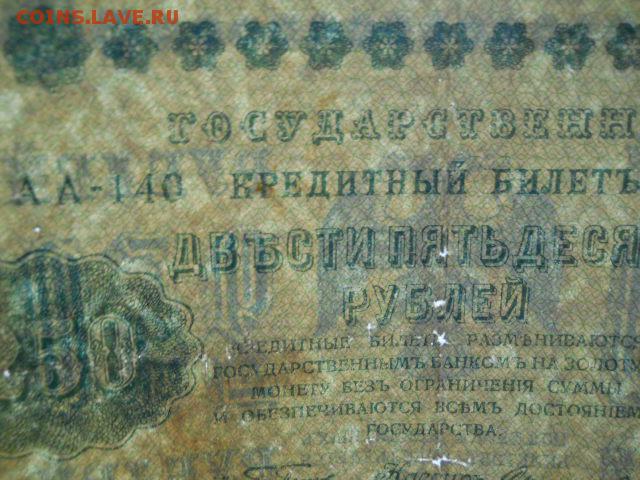 COINS.LAVE.RU
ГОСУДАРСТВЕНН
АА-140 КРЕДИТНЫЙ БИЛЕТЪ
ДВѢСТИ ПЯТЬДЕСЯ
РУБЛЕЙ
250
КРЕДИТНЫЕ БИЛЕТЫ РАЗМѢНИВАЮТСЯ
ГОСУДАРСТВЕННЫМЪ БАНКОМЪ НА ЗОЛОТУ
МОНЕТУ БЕЗЪ ОГРАНИЧЕНІЯ СУММЫ
И ОБЕЗПЕЧИВАЮТСЯ ВСѢМЪ ДОСТОЯНІЕМ
ГОСУДАРСТВА.